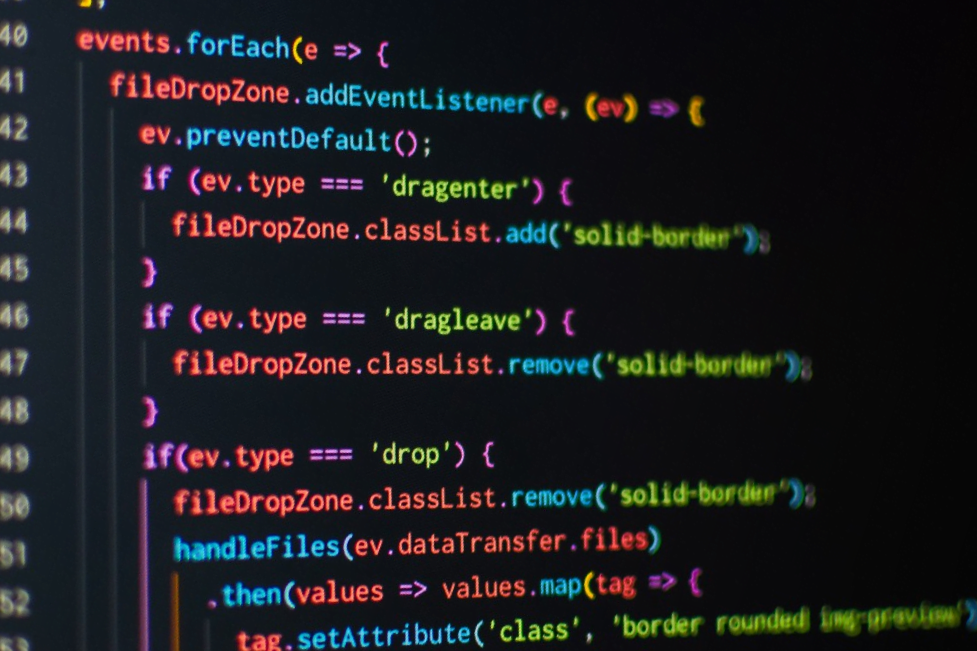 ];
40 events.forEach(e => {
41 fileDropZone.addEventListener(e, (ev) => {
42 ev.preventDefault();
43 if (ev.type === 'dragenter') {
44 fileDropZone.classList.add('solid-border');
45 }
46 if (ev.type === 'dragleave') {
47 fileDropZone.classList.remove('solid-border');
48 }
49 if(ev.type === 'drop') {
50 fileDropZone.classList.remove('solid-border');
51 handleFiles(ev.dataTransfer.files)
52 .then(values => values.map(tag => {
53 tag.setAttribute('class', 'border rounded img-preview')